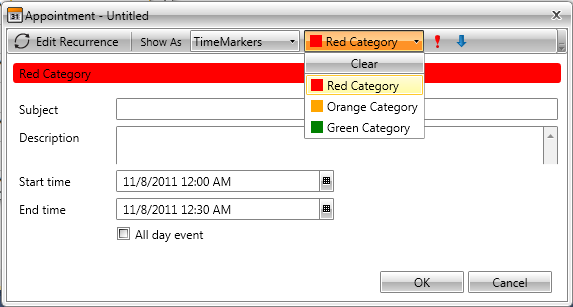 31 Appointment - Untitled
Edit Recurrence Show As TimeMarkers Red Category
Clear
Red Category
Red Category
Orange Category
Green Category
Subject
Description
Start time 11/8/2011 12:00 AM
End time 11/8/2011 12:30 AM
All day event
OK Cancel